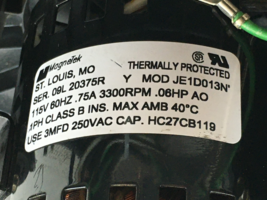 MagneTek
THERMALLY PROTECTED
ST. LOUIS, MO
SER. 09L 20375R Y MOD JE1D013N
115V 60HZ .75A 3300RPM .06HP AO
1PH CLASS B INS. MAX AMB 40°C
USE 3MFD 250VAC CAP. HC27CB119